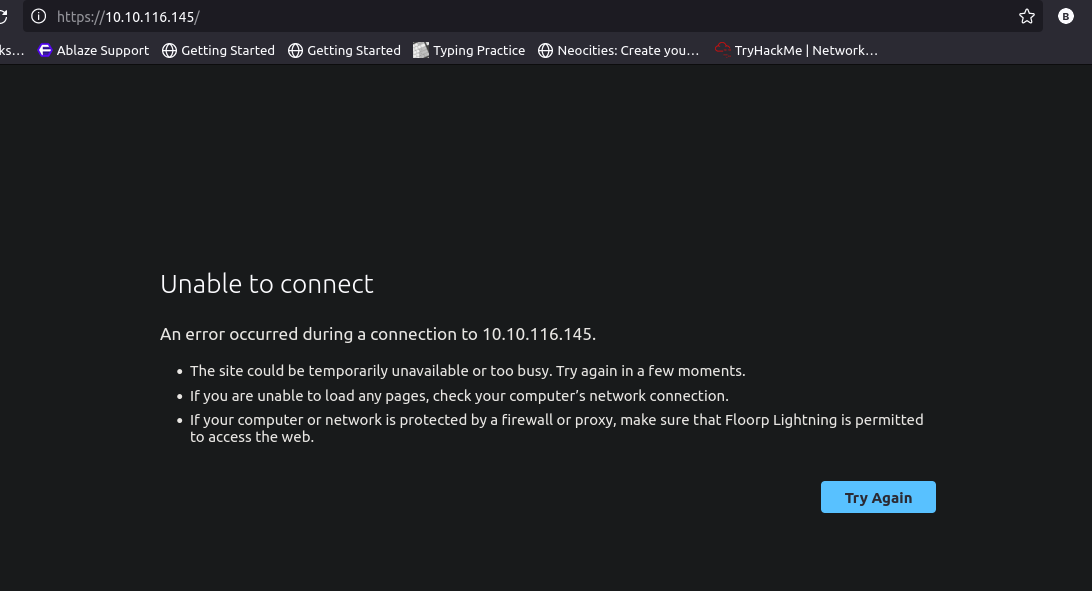 https://10.10.116.145/
B
ks… Ablaze Support Getting Started Getting Started Typing Practice Neocities: Create you… TryHackMe | Network…
Unable to connect
An error occurred during a connection to 10.10.116.145.
• The site could be temporarily unavailable or too busy. Try again in a few moments.
• If you are unable to load any pages, check your computer’s network connection.
• If your computer or network is protected by a firewall or proxy, make sure that Floorp Lightning is permitted
to access the web.
Try Again